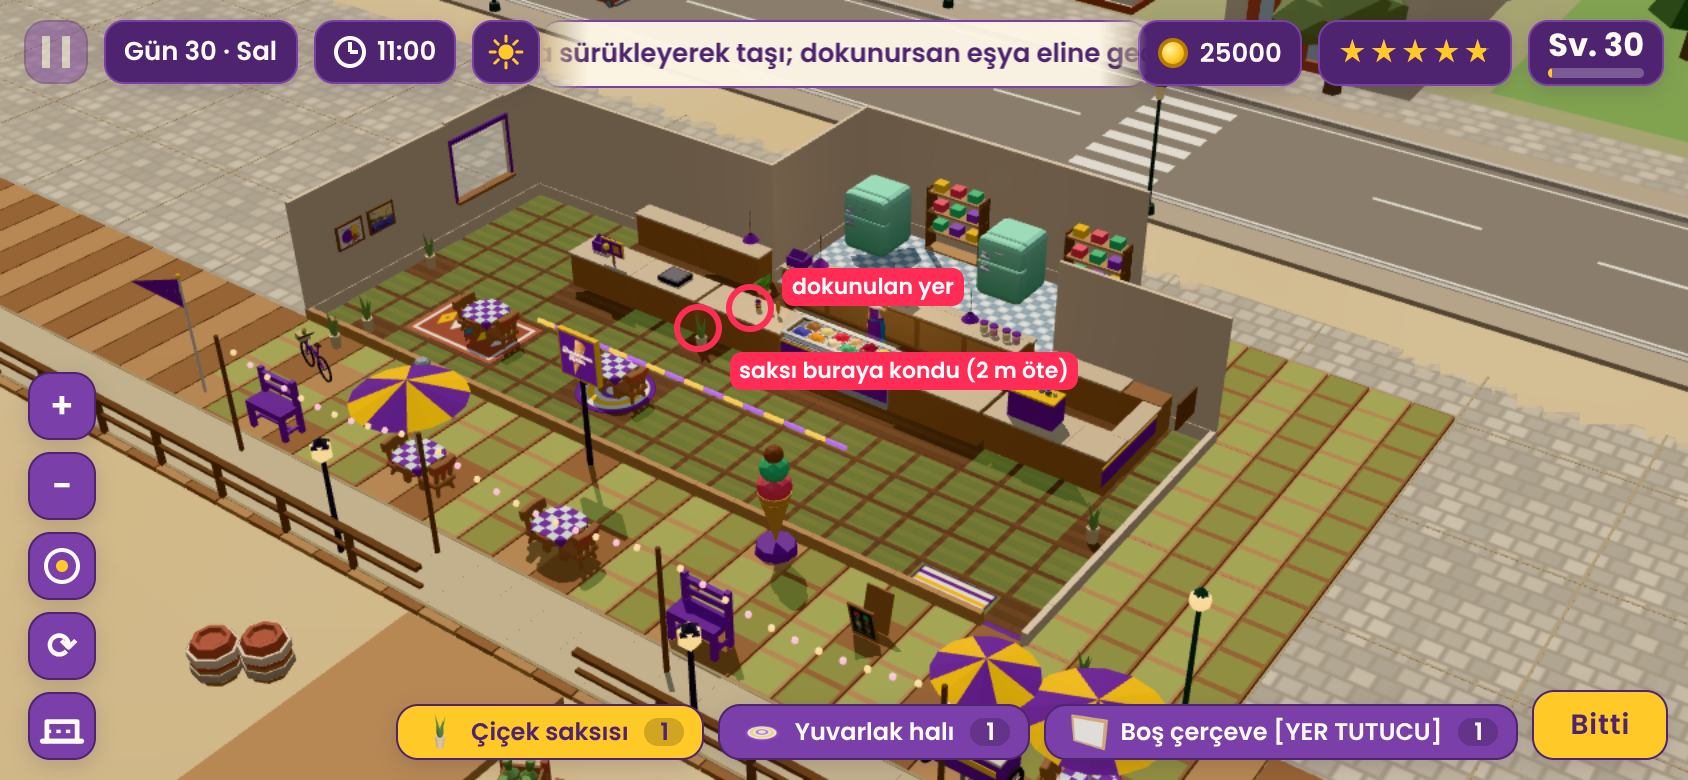 Gün 30 · Sal
11:00
sürükleyerek taşı; dokunursan eşya eline
25000
Sv. 30
dokunulan yer
saksı buraya kondu (2 m öte)
Çiçek saksısı 1
Yuvarlak halı 1
Boş çerçeve [YER TUTUCU] 1
Bitti